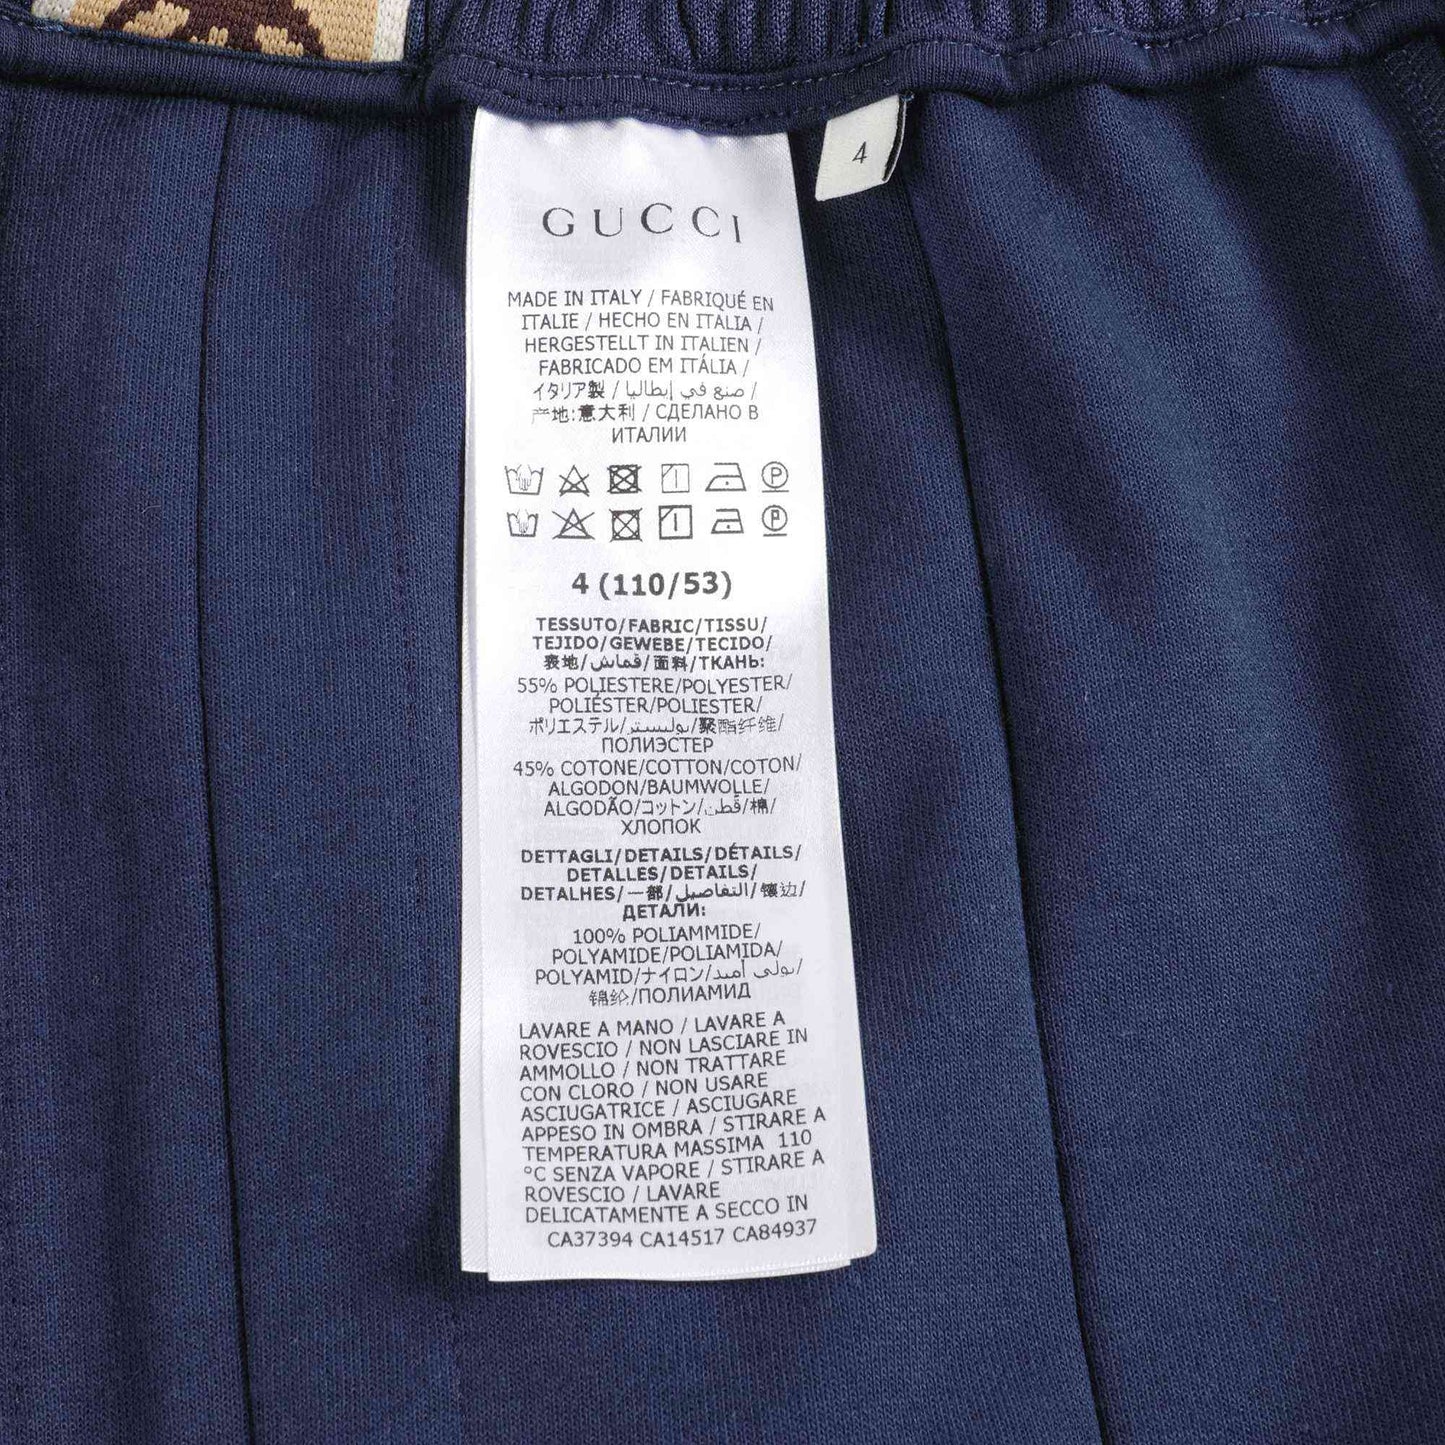 4
GUCCI
MADE IN ITALY / FABRIQUÉ EN
ITALIE / HECHO EN ITALIA /
HERGESTELLT IN ITALIEN /
FABRICADO EM ITÁLIA /
イタリア製 / صنع في إيطاليا /
产地:意大利 / СДЕЛАНО В
ИТАЛИИ
4 (110/53)
TESSUTO/FABRIC/TISSU/
TEJIDO/GEWEBE/TECIDO/
表地/قماش/面料/ТКАНЬ:
55% POLIESTERE/POLYESTER/
POLIÉSTER/POLIESTER/
ポリエステル/بوليستر/聚酯纤维/
ПОЛИЭСТЕР
45% COTONE/COTTON/COTON/
ALGODON/BAUMWOLLE/
ALGODÃO/コットン/قطن/棉/
ХЛОПОК
DETTAGLI/DETAILS/DÉTAILS/
DETALLES/DETAILS/
DETALHES/一部/التفاصيل/镶边/
ДЕТАЛИ:
100% POLIAMMIDE/
POLYAMIDE/POLIAMIDA/
POLYAMID/ナイロン/بولي أميد/
锦纶/ПОЛИАМИД
LAVARE A MANO / LAVARE A
ROVESCIO / NON LASCIARE IN
AMMOLLO / NON TRATTARE
CON CLORO / NON USARE
ASCIUGATRICE / ASCIUGARE
APPESO IN OMBRA / STIRARE A
TEMPERATURA MASSIMA 110
°C SENZA VAPORE / STIRARE A
ROVESCIO / LAVARE
DELICATAMENTE A SECCO IN
CA37394 CA14517 CA84937